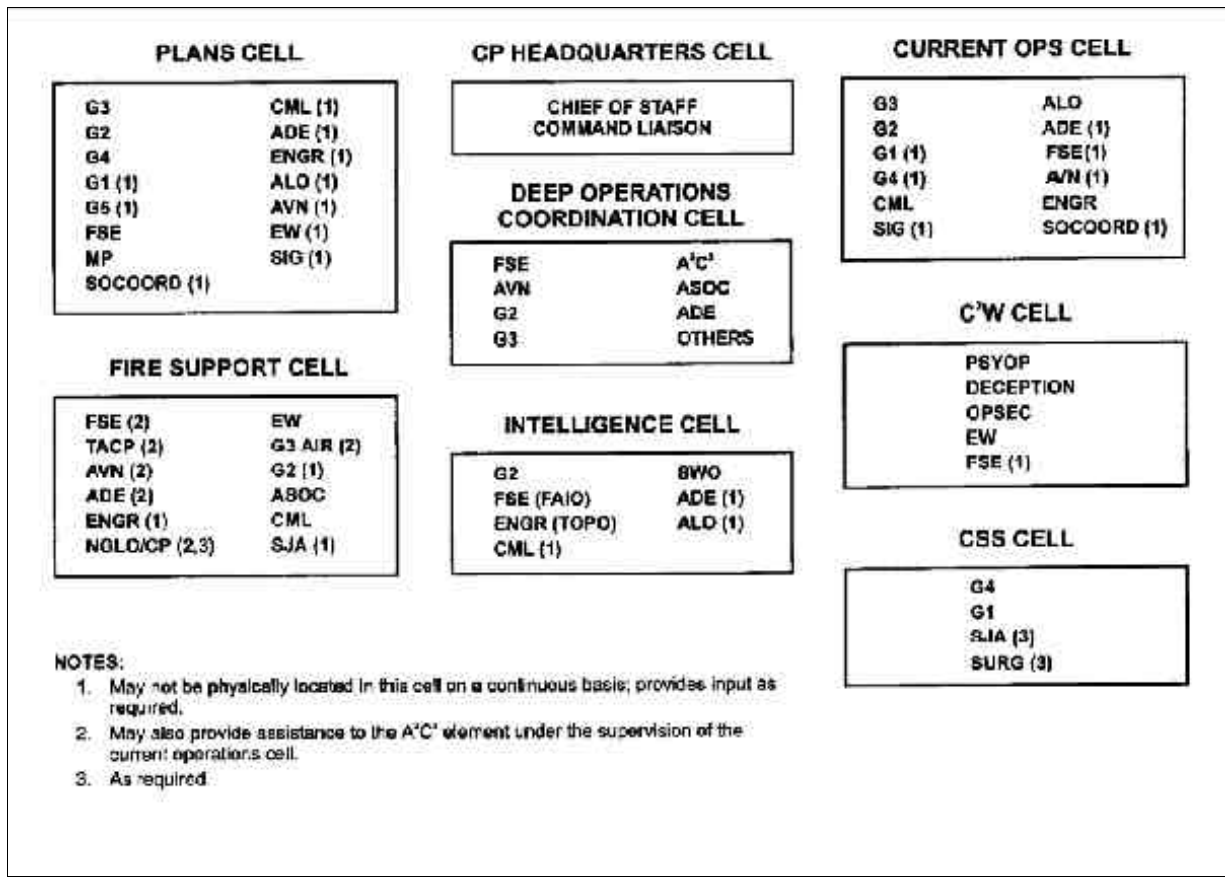 PLANS CELL
G3
G2
G4
G1 (1)
G5 (1)
FSE
MP
SOCOORD (1)
CML (1)
ADE (1)
ENGR (1)
ALO (1)
AVN (1)
EW (1)
SIG (1)
FIRE SUPPORT CELL
FSE (2)
TACP (2)
AVN (2)
ADE (2)
ENGR (1)
NGLO/CP (2,3)
EW
G3 AIR (2)
G2 (1)
ASOC
CML
SJA (1)
CP HEADQUARTERS CELL
CHIEF OF STAFF
COMMAND LIAISON
DEEP OPERATIONS
COORDINATION CELL
FSE
AVN
G2
G3
A²C²
ASOC
ADE
OTHERS
INTELLIGENCE CELL
G2
FSE (FAIO)
ENGR (TOPO)
CML (1)
SWO
ADE (1)
ALO (1)
CURRENT OPS CELL
G3
G2
G1 (1)
G4 (1)
CML
SIG (1)
ALO
ADE (1)
FSE(1)
AVN (1)
ENGR
SOCOORD (1)
C²W CELL
PSYOP
DECEPTION
OPSEC
EW
FSE (1)
CSS CELL
G4
G1
SJA (3)
SURG (3)
NOTES:
1. May not be physically located in this cell on a continuous basis; provides input as
required.
2. May also provide assistance to the A²C² element under the supervision of the
current operations cell.
3. As required